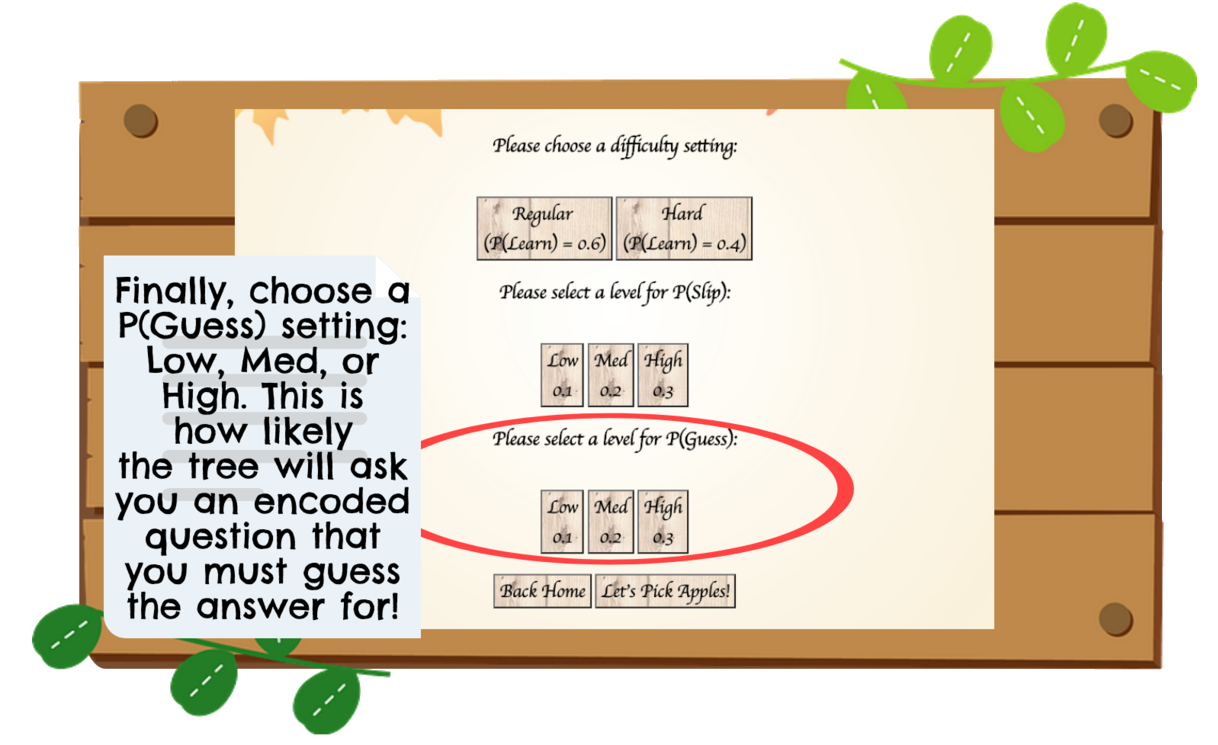 Please choose a difficulty setting:
Regular
(P(Learn) = 0.6)
Hard
(P(Learn) = 0.4)
Please select a level for P(Slip):
Low
0.1
Med
0.2
High
0.3
Please select a level for P(Guess):
Low
0.1
Med
0.2
High
0.3
Back Home
Let's Pick Apples!
Finally, choose a
P(Guess) setting:
Low, Med, or
High. This is
how likely
the tree will ask
you an encoded
question that
you must guess
the answer for!